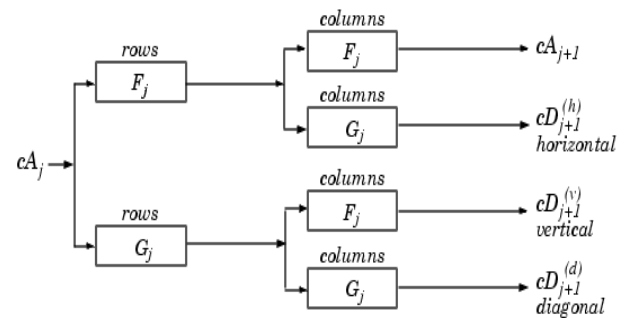 columns
rows
F_j
cA_{j+1}
F_j
columns
G_j
cD_{j+1}^{(h)}
horizontal
cA_j
rows
columns
F_j
cD_{j+1}^{(v)}
vertical
G_j
columns
G_j
cD_{j+1}^{(d)}
diagonal